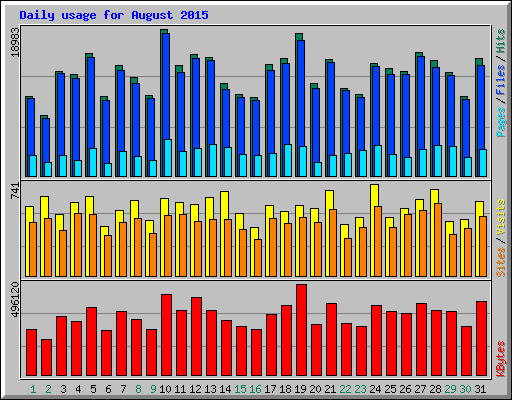 Daily usage for August 2015
18983
Pages / Files / Hits
741
Sites / Visits
496120
KBytes
1 2 3 4 5 6 7 8 9 10 11 12 13 14 15 16 17 18 19 20 21 22 23 24 25 26 27 28 29 30 31